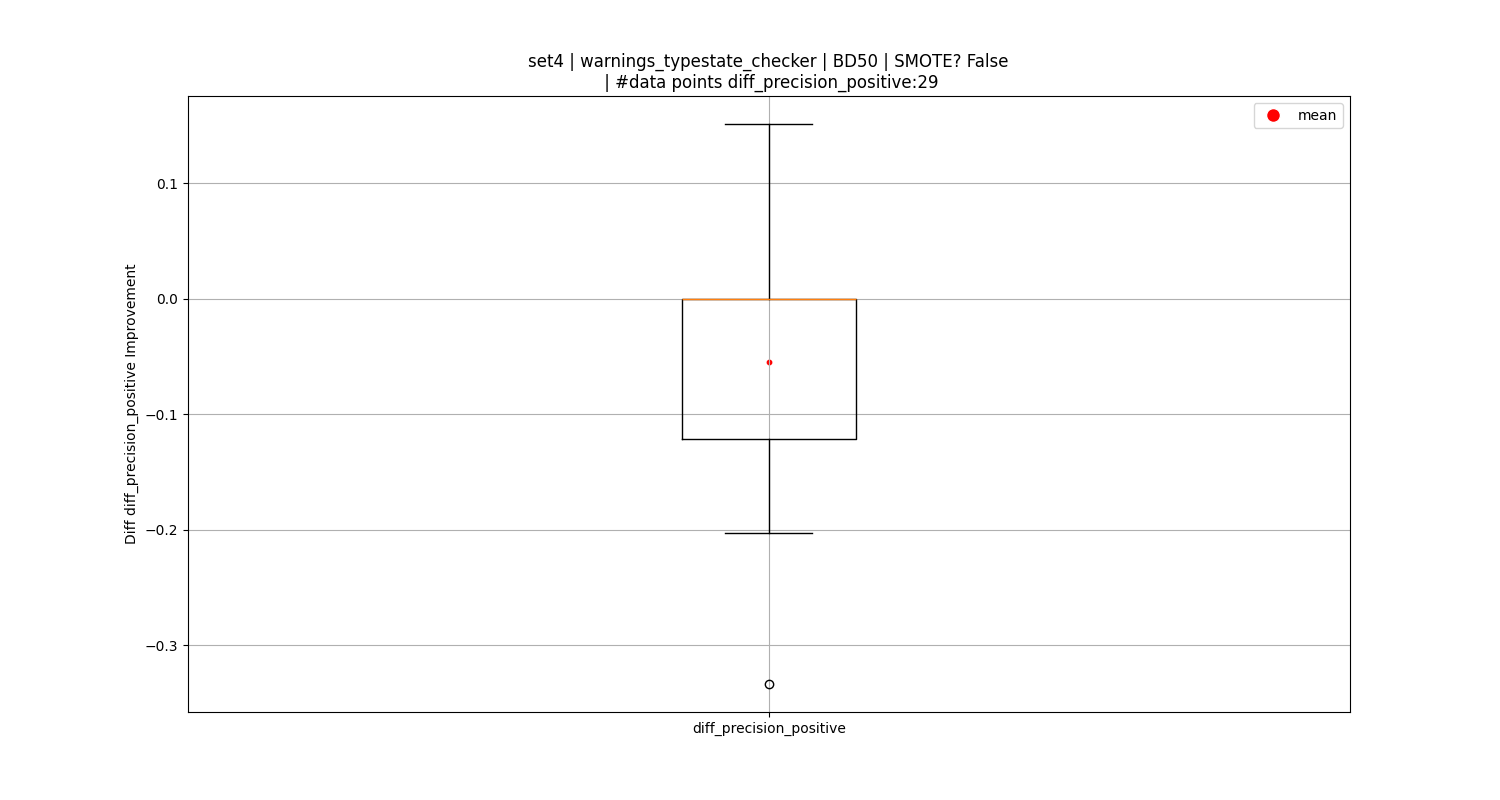 set4 | warnings_typestate_checker | BD50 | SMOTE? False
| #data points diff_precision_positive:29
mean
0.1
0.0
−0.1
−0.2
−0.3
Diff diff_precision_positive Improvement
diff_precision_positive